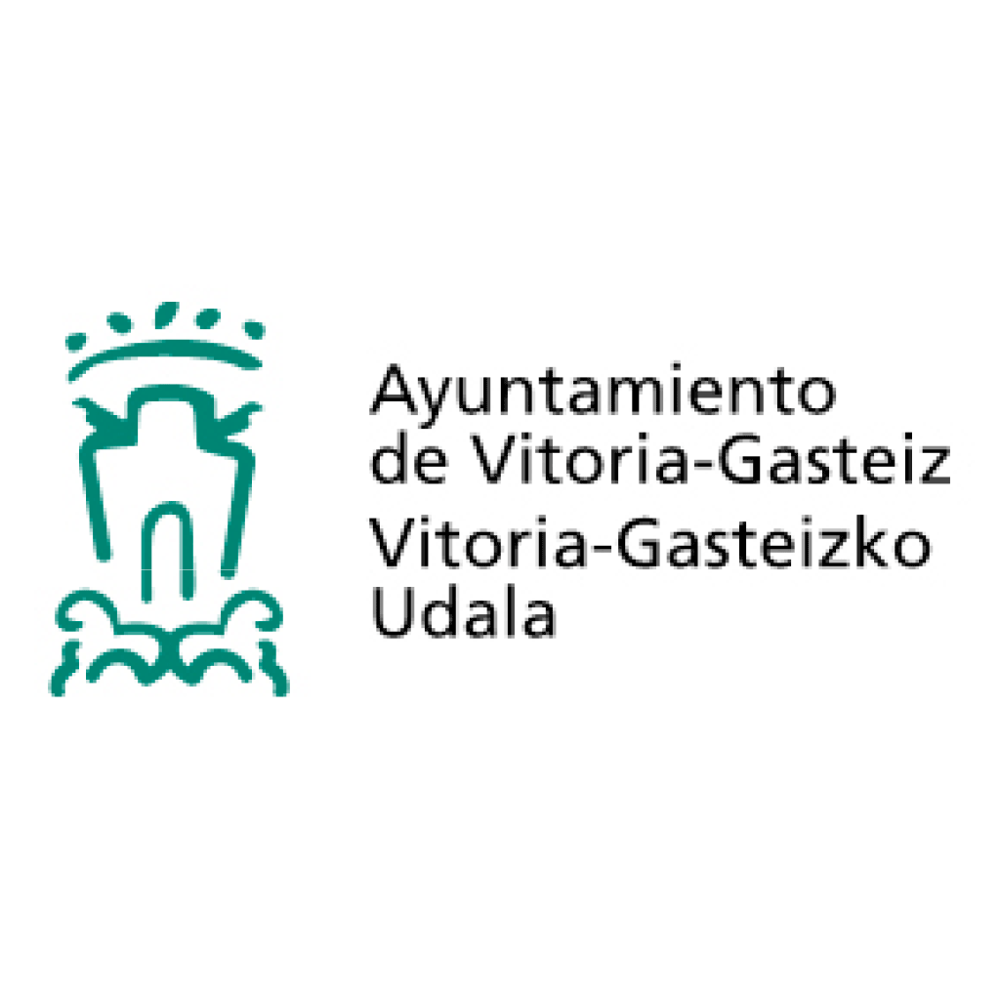 Ayuntamiento
de Vitoria-Gasteiz
Vitoria-Gasteizko
Udala